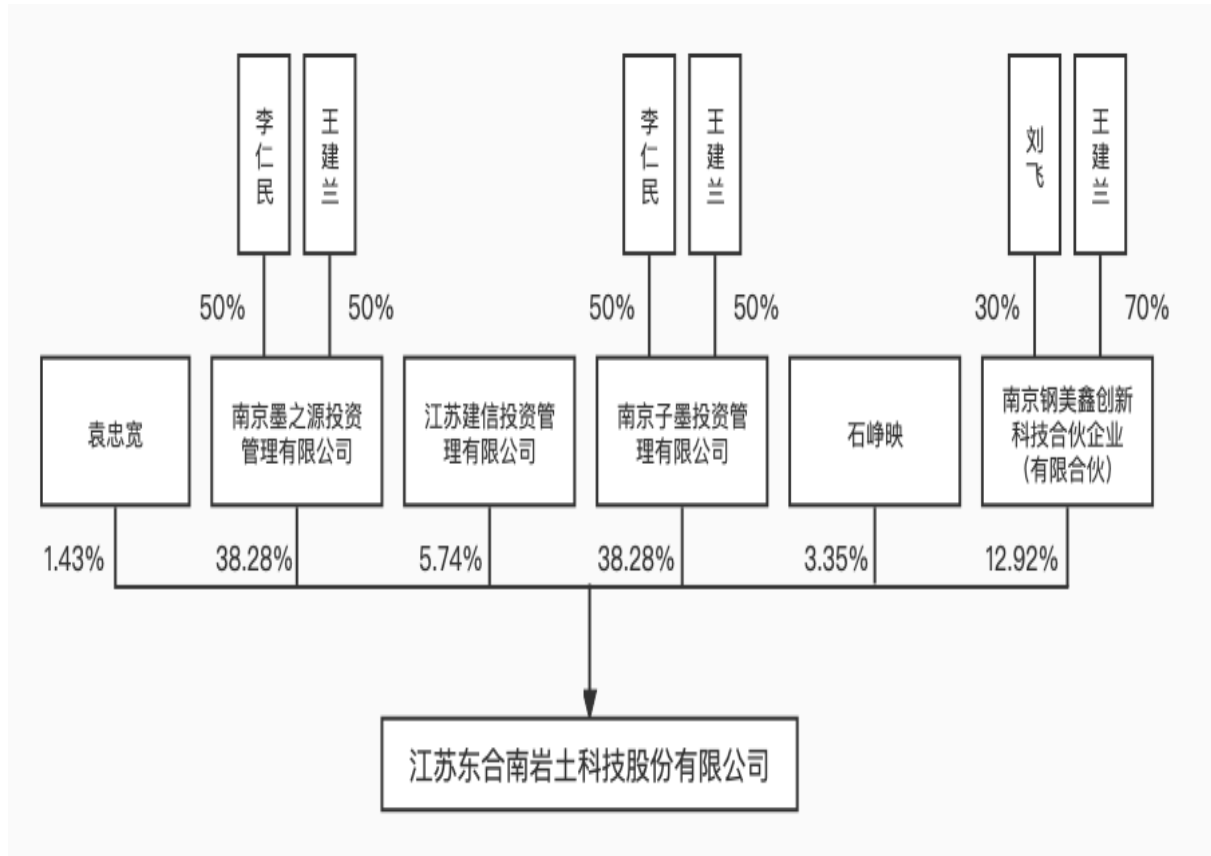 李仁民
王建兰
李仁民
王建兰
刘飞
王建兰
50%
50%
50%
50%
30%
70%
袁忠宽
南京墨之源投资
管理有限公司
江苏建信投资管
理有限公司
南京子墨投资管
理有限公司
石峥映
南京钢美鑫创新
科技合伙企业
（有限合伙）
1.43%
38.28%
5.74%
38.28%
3.35%
12.92%
江苏东合南岩土科技股份有限公司